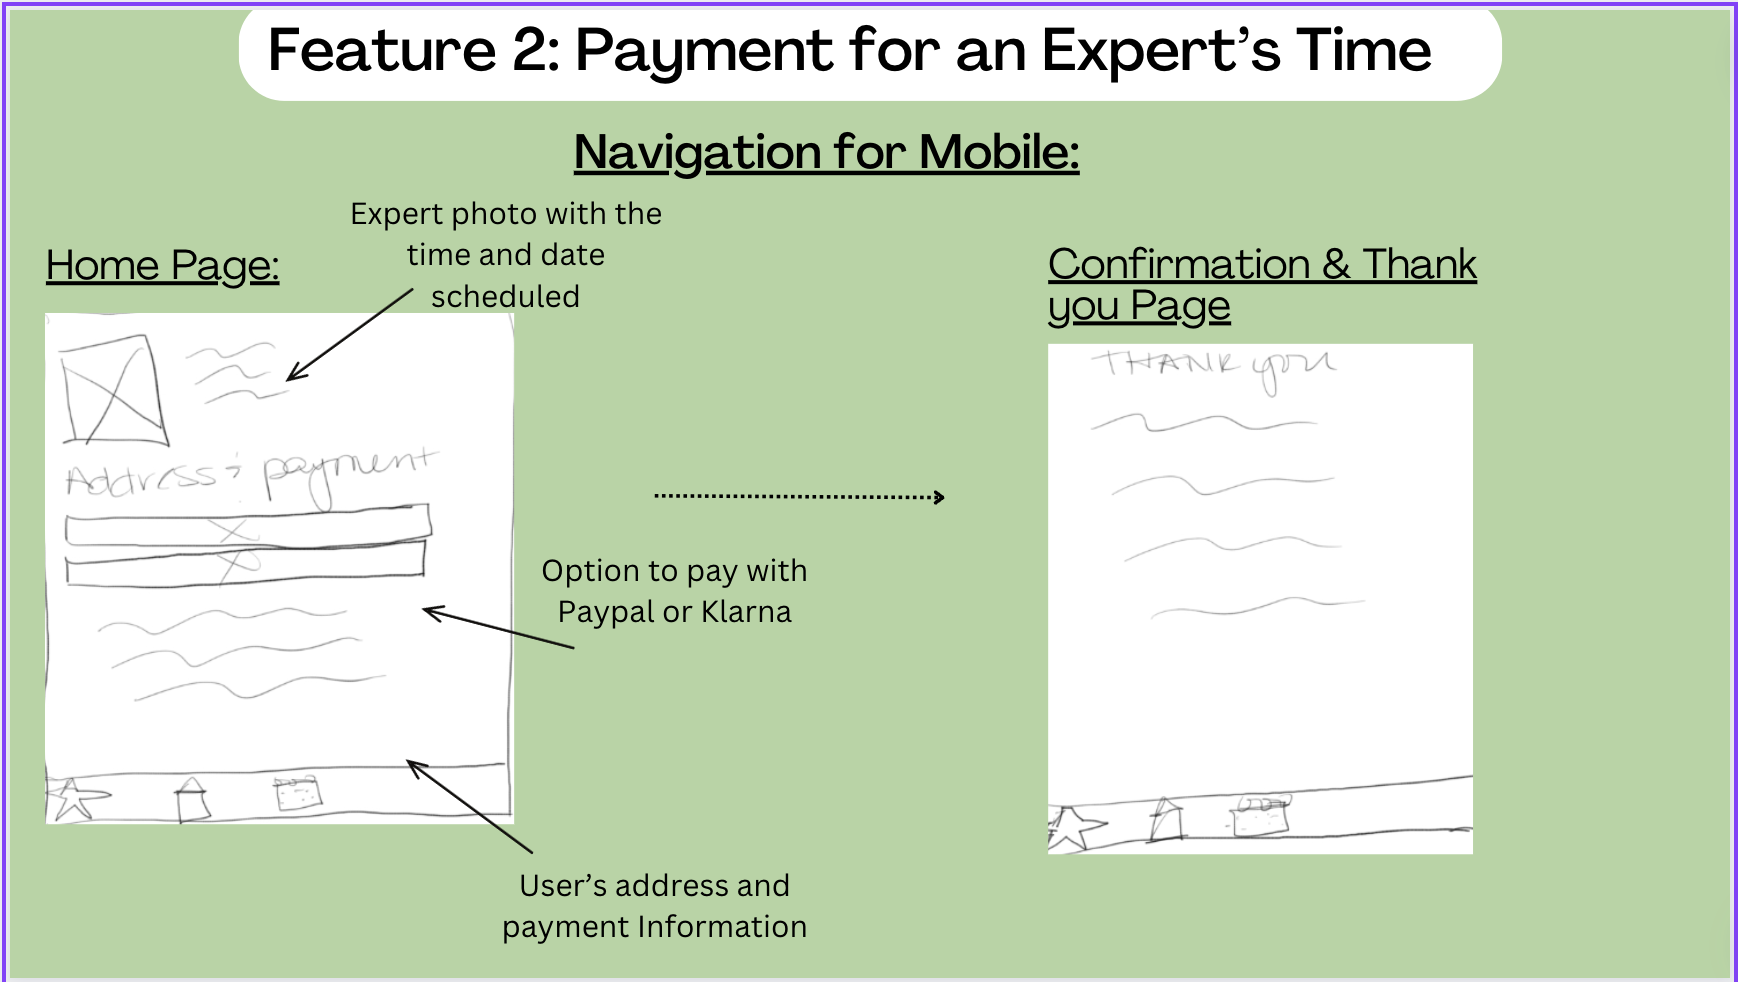 Feature 2: Payment for an Expert’s Time
Navigation for Mobile:
Expert photo with the
time and date
scheduled
Home Page:
Address & payment
Option to pay with
Paypal or Klarna
User’s address and
payment Information
Confirmation & Thank
you Page
THANK you